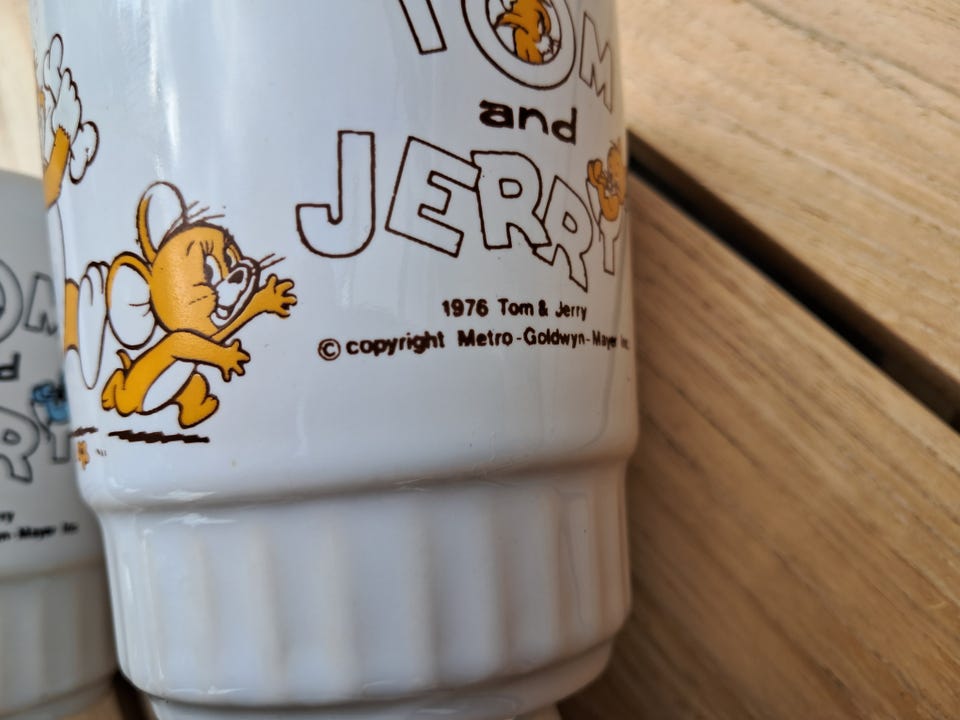 TOM
and
JERRY
1976 Tom & Jerry
© copyright Metro-Goldwyn-Mayer Inc